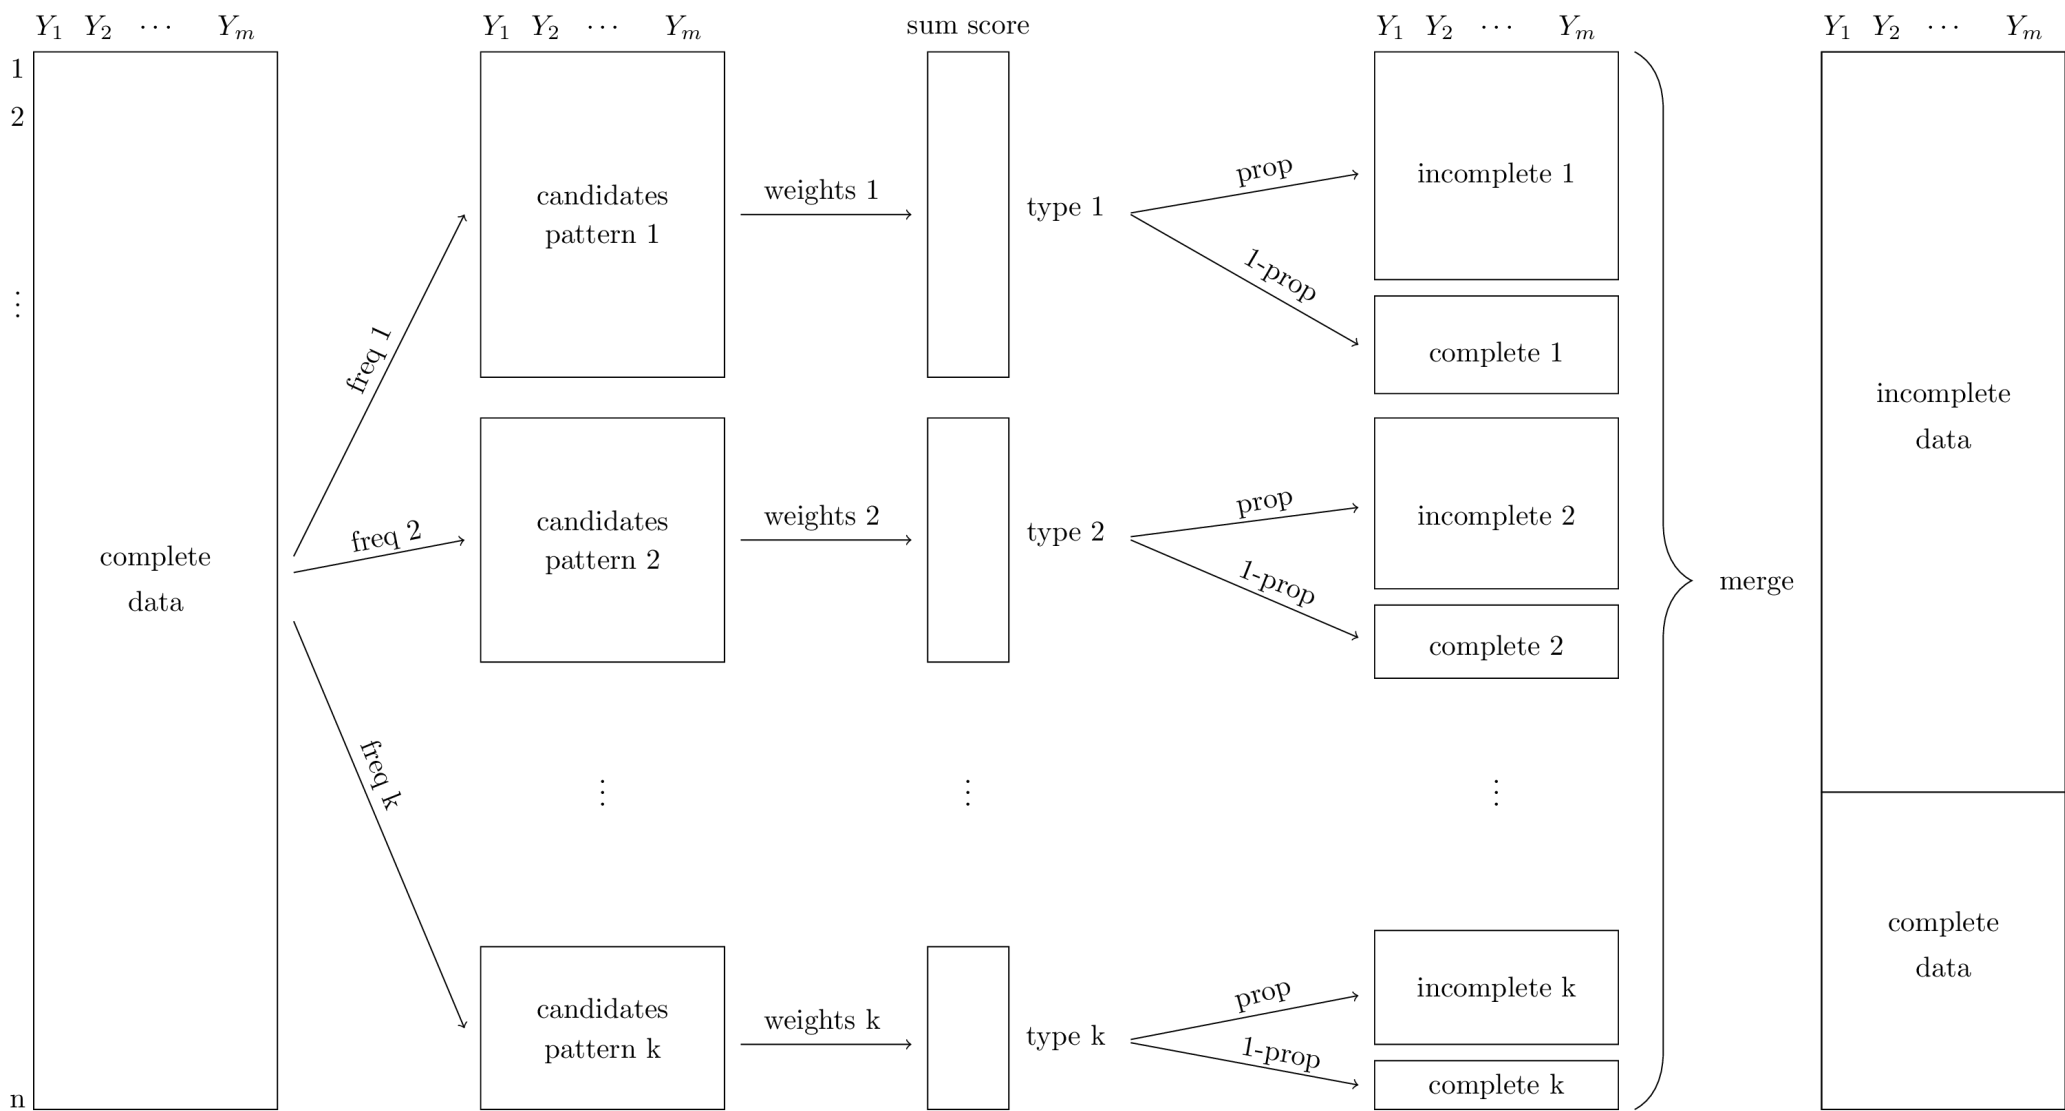 Y₁ Y₂ ⋯ Yₘ
1
2
⋮
n
complete
data
freq 1
freq 2
freq k
Y₁ Y₂ ⋯ Yₘ
candidates
pattern 1
candidates
pattern 2
⋮
candidates
pattern k
weights 1
weights 2
weights k
sum score
⋮
type 1
type 2
type k
prop
1-prop
prop
1-prop
prop
1-prop
Y₁ Y₂ ⋯ Yₘ
incomplete 1
complete 1
incomplete 2
complete 2
⋮
incomplete k
complete k
merge
Y₁ Y₂ ⋯ Yₘ
incomplete
data
complete
data